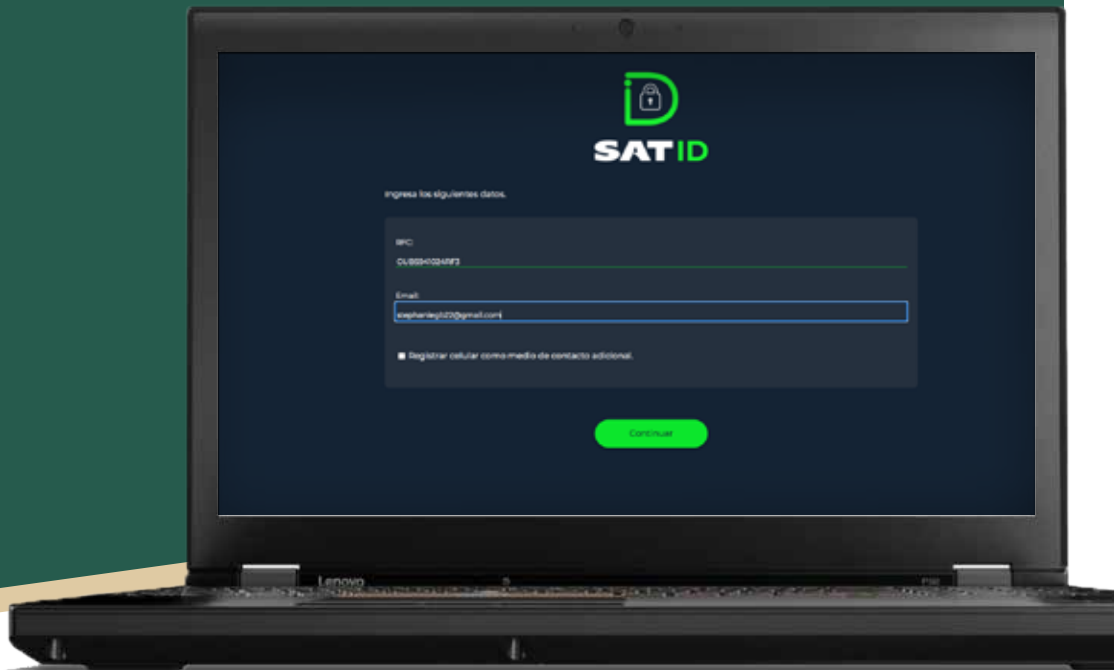 SAT ID
Ingresa los siguientes datos.
RFC:
Email:
Registrar celular como medio de contacto adicional.
Continuar
Lenovo